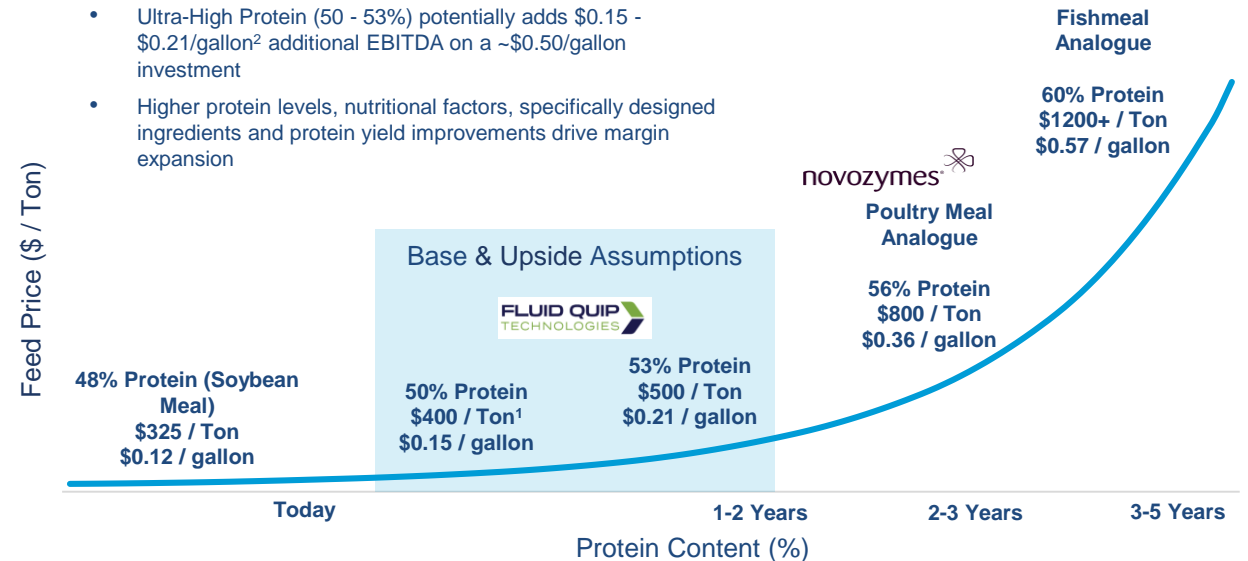 • Ultra-High Protein (50 - 53%) potentially adds $0.15 -
$0.21/gallon² additional EBITDA on a ~$0.50/gallon
investment
• Higher protein levels, nutritional factors, specifically designed
ingredients and protein yield improvements drive margin
expansion
Fishmeal
Analogue
60% Protein
$1200+ / Ton
$0.57 / gallon
novozymes
Poultry Meal
Analogue
56% Protein
$800 / Ton
$0.36 / gallon
Base & Upside Assumptions
FLUID QUIP
TECHNOLOGIES
53% Protein
$500 / Ton
$0.21 / gallon
50% Protein
$400 / Ton¹
$0.15 / gallon
48% Protein (Soybean
Meal)
$325 / Ton
$0.12 / gallon
Feed Price ($ / Ton)
Today
1-2 Years
2-3 Years
3-5 Years
Protein Content (%)